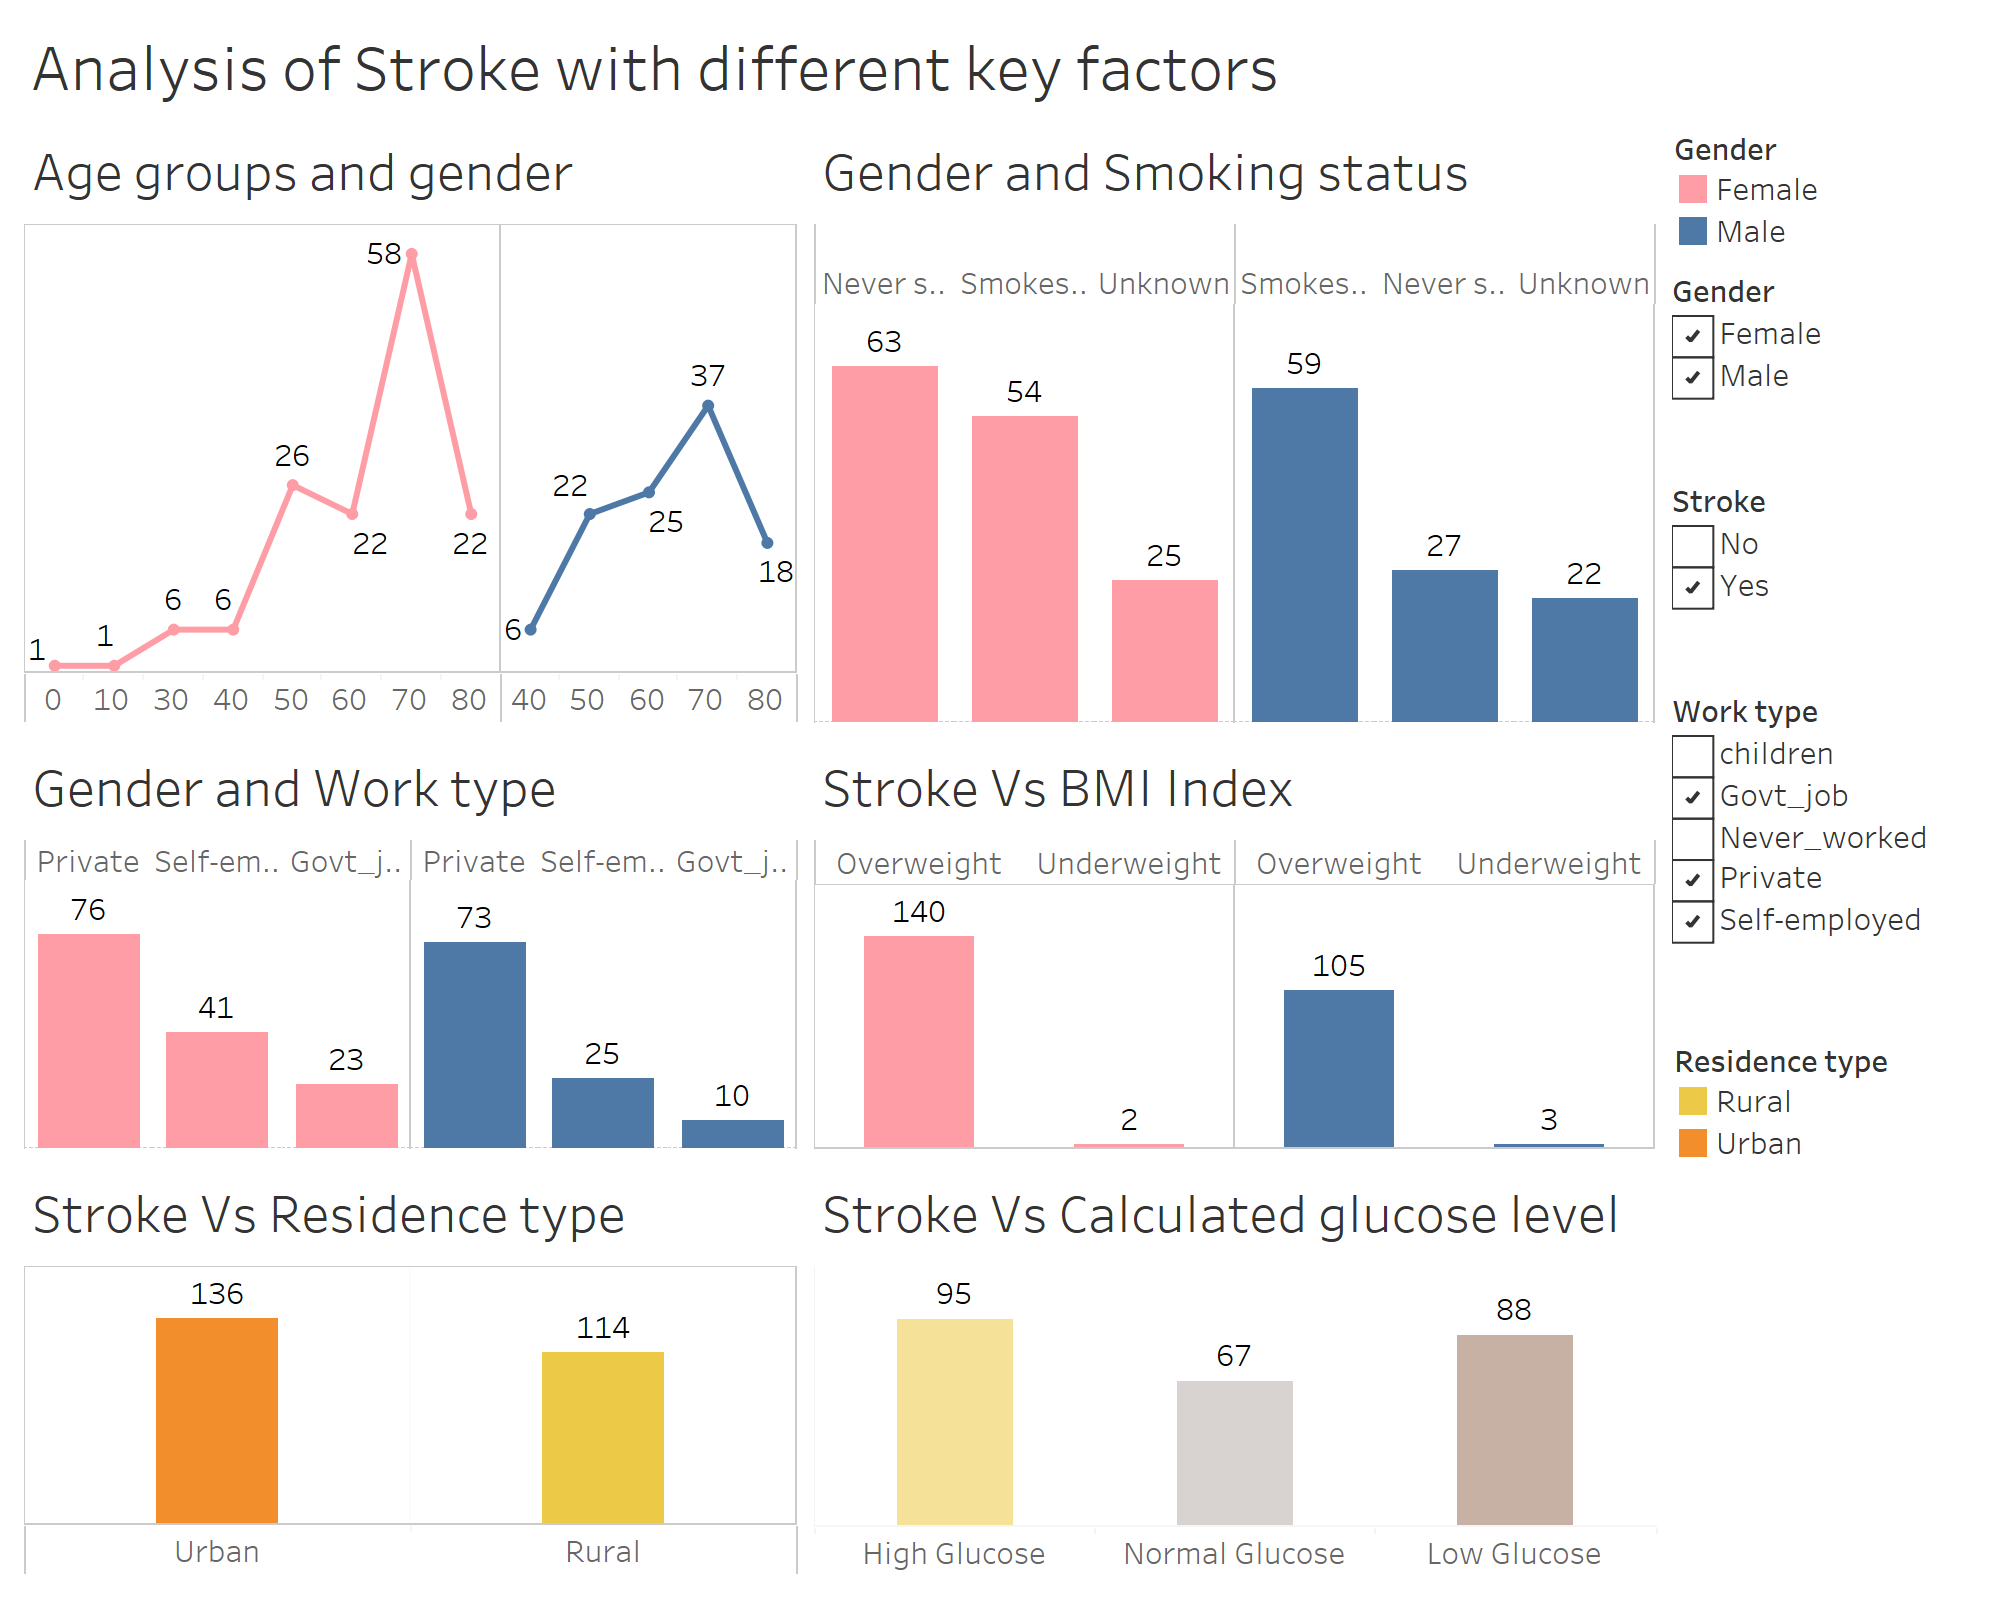 Analysis of Stroke with different key factors
Age groups and gender
58
26
22
22
6
6
1
1
37
22
25
18
6
0 10 30 40 50 60 70 80 40 50 60 70 80
Gender and Smoking status
Never s.. Smokes.. Unknown Smokes.. Never s.. Unknown
63
54
25
59
27
22
Gender
Female
Male
Gender
Female
Male
Stroke
No
Yes
Work type
children
Govt_job
Never_worked
Private
Self-employed
Residence type
Rural
Urban
Gender and Work type
Private Self-em.. Govt_j.. Private Self-em.. Govt_j..
76
41
23
73
25
10
Stroke Vs BMI Index
Overweight Underweight Overweight Underweight
140
2
105
3
Stroke Vs Residence type
136
114
Urban Rural
Stroke Vs Calculated glucose level
95
67
88
High Glucose Normal Glucose Low Glucose